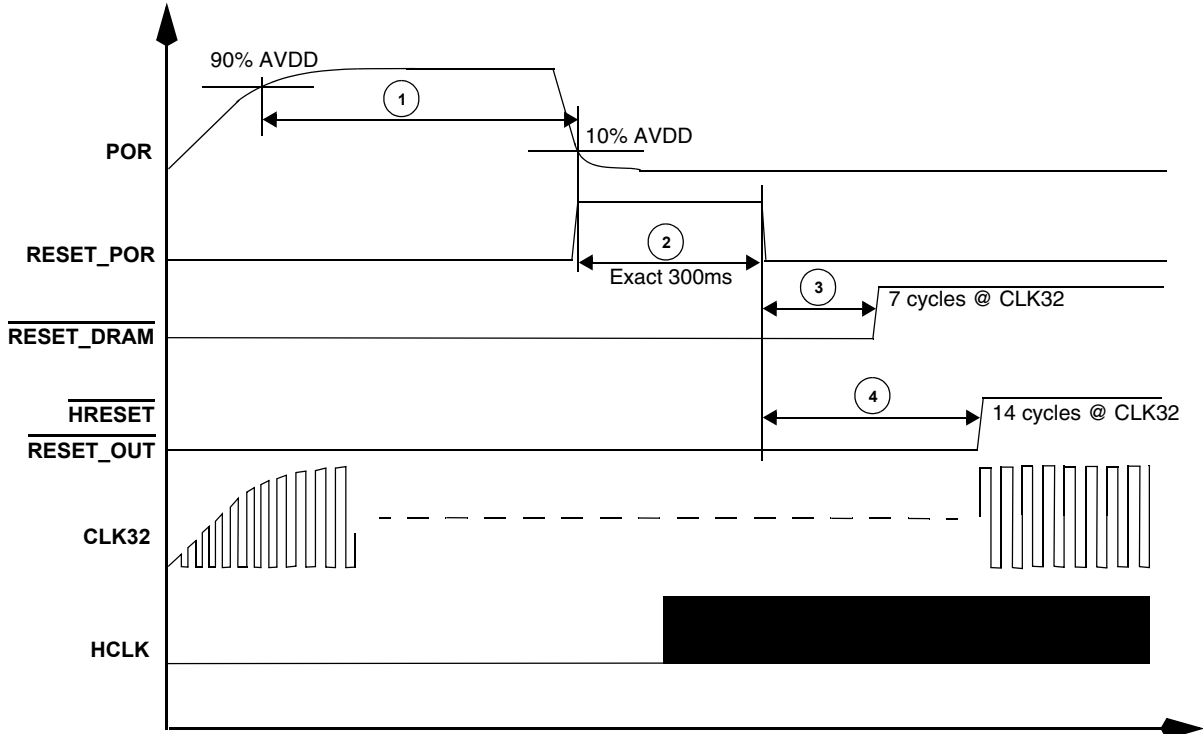 90% AVDD
1
10% AVDD
POR
RESET_POR
2
Exact 300ms
3
7 cycles @ CLK32
RESET_DRAM
4
HRESET
14 cycles @ CLK32
RESET_OUT
CLK32
HCLK